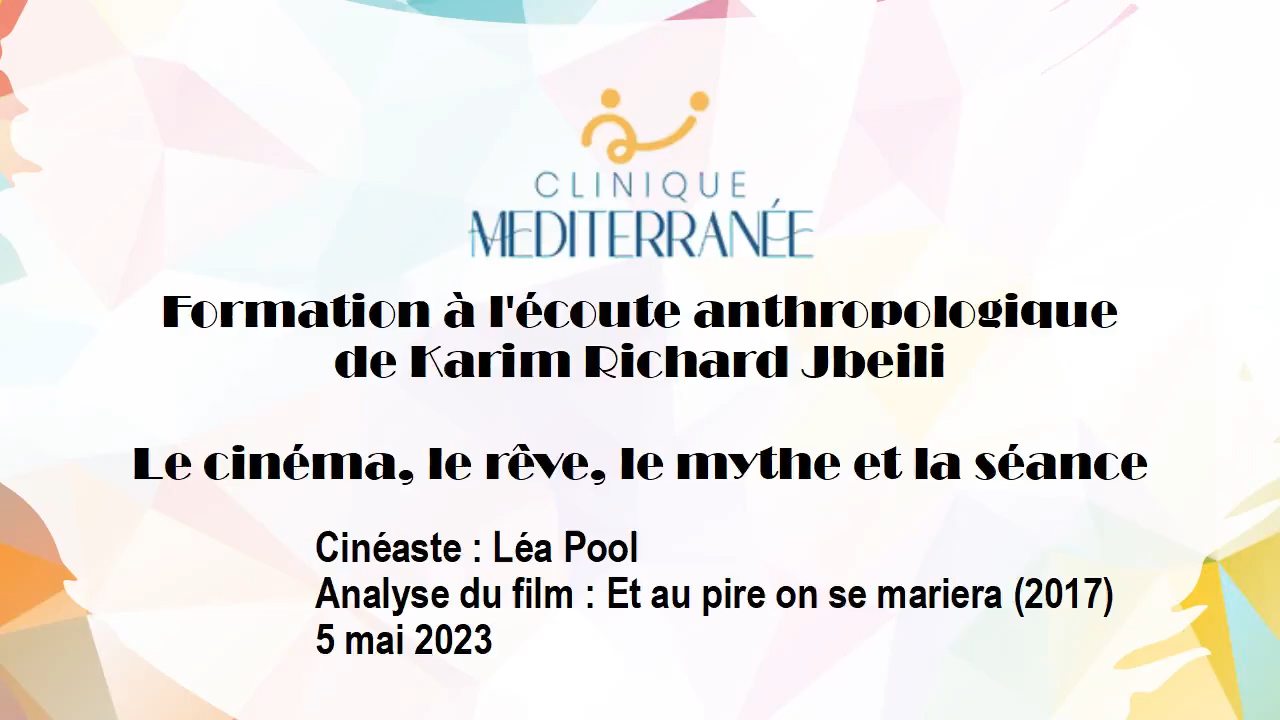 CLINIQUE
MEDITERRANÉE
Formation à l'écoute anthropologique
de Karim Richard Jbeili
Le cinéma, le rêve, le mythe et la séance
Cinéaste : Léa Pool
Analyse du film : Et au pire on se mariera (2017)
5 mai 2023